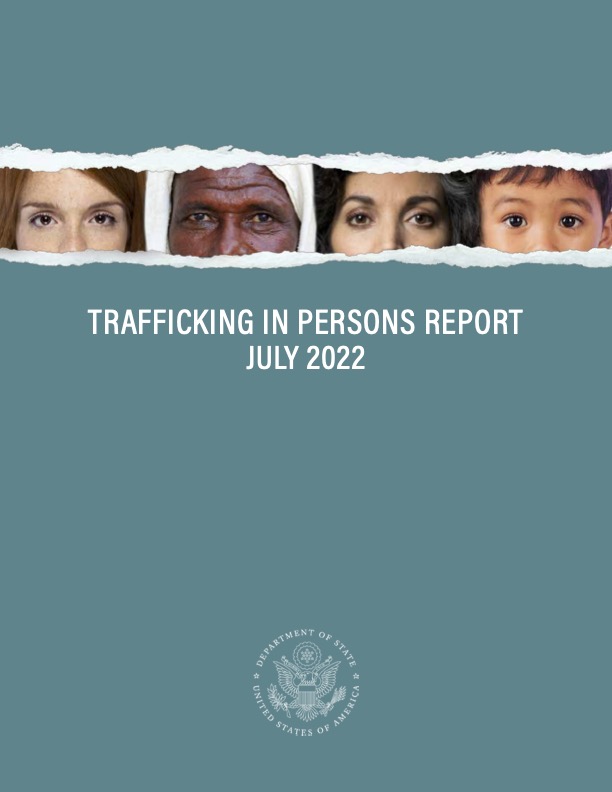 TRAFFICKING IN PERSONS REPORT
JULY 2022
DEPARTMENT OF STATE
UNITED STATES OF AMERICA